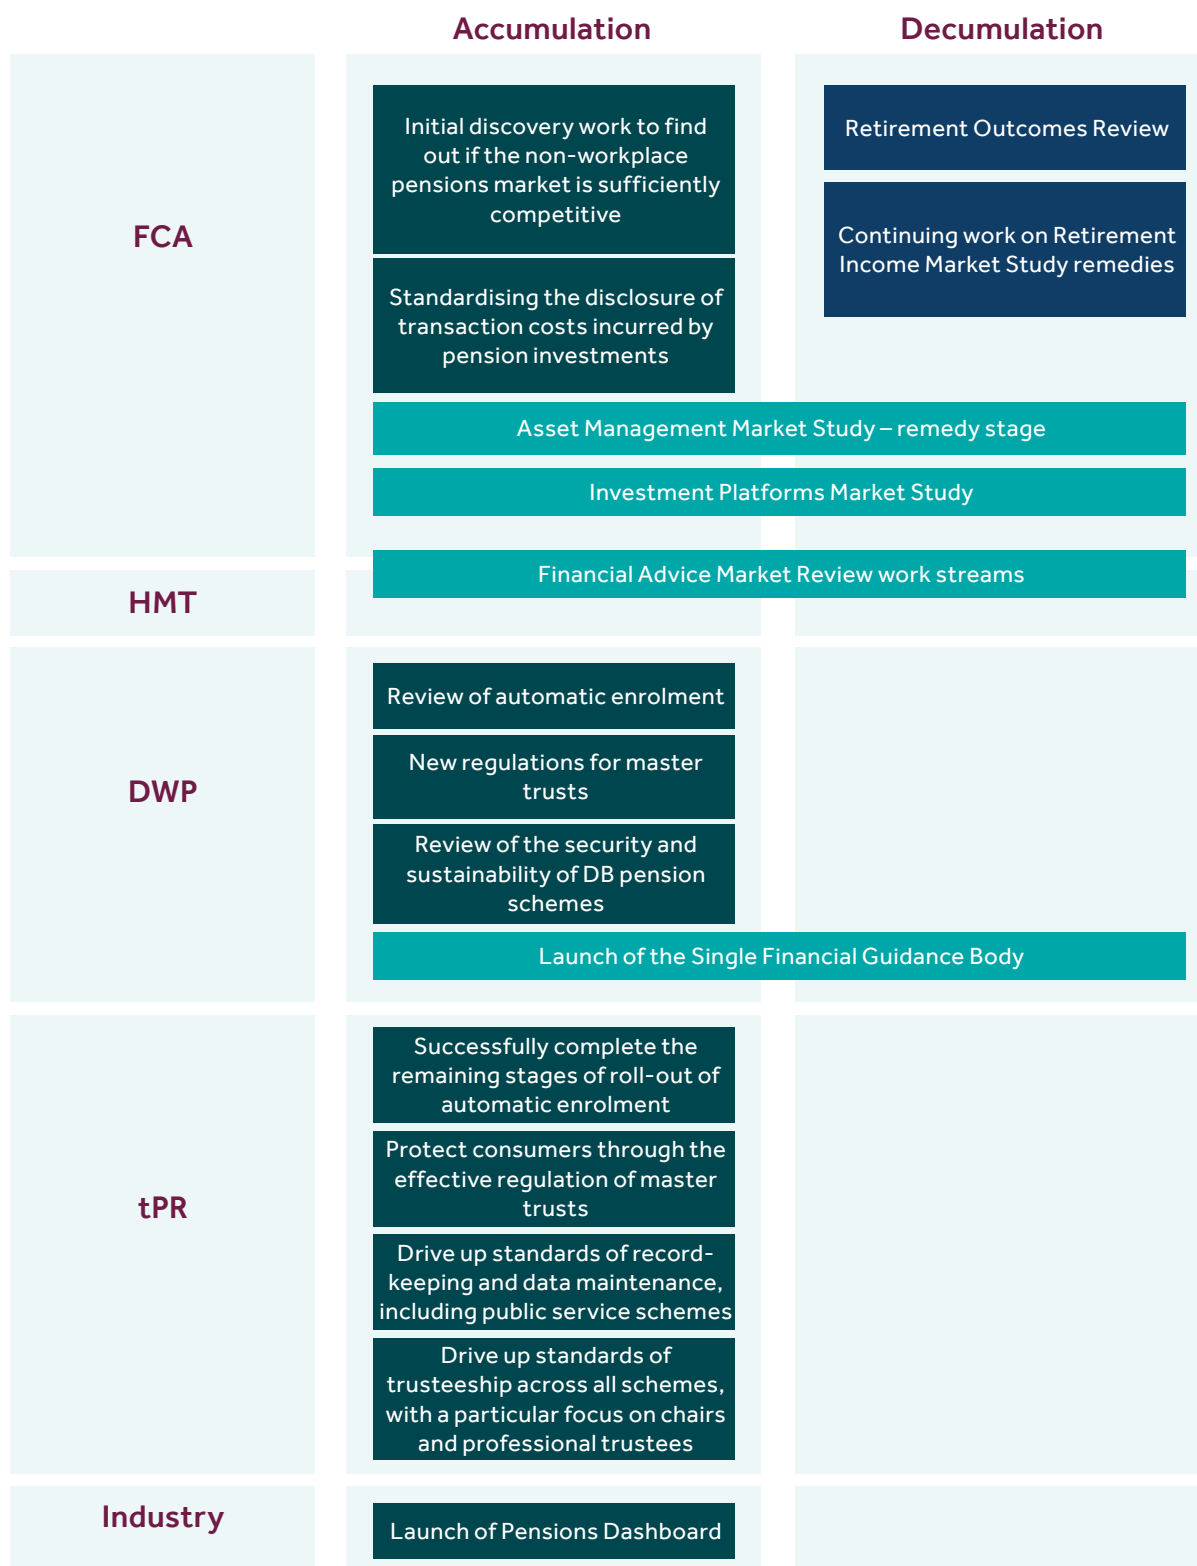 Accumulation
Decumulation
FCA
Initial discovery work to find
out if the non-workplace
pensions market is sufficiently
competitive
Standardising the disclosure of
transaction costs incurred by
pension investments
Retirement Outcomes Review
Continuing work on Retirement
Income Market Study remedies
Asset Management Market Study – remedy stage
Investment Platforms Market Study
Financial Advice Market Review work streams
HMT
DWP
Review of automatic enrolment
New regulations for master
trusts
Review of the security and
sustainability of DB pension
schemes
Launch of the Single Financial Guidance Body
tPR
Successfully complete the
remaining stages of roll-out of
automatic enrolment
Protect consumers through the
effective regulation of master
trusts
Drive up standards of record-
keeping and data maintenance,
including public service schemes
Drive up standards of
trusteeship across all schemes,
with a particular focus on chairs
and professional trustees
Industry
Launch of Pensions Dashboard